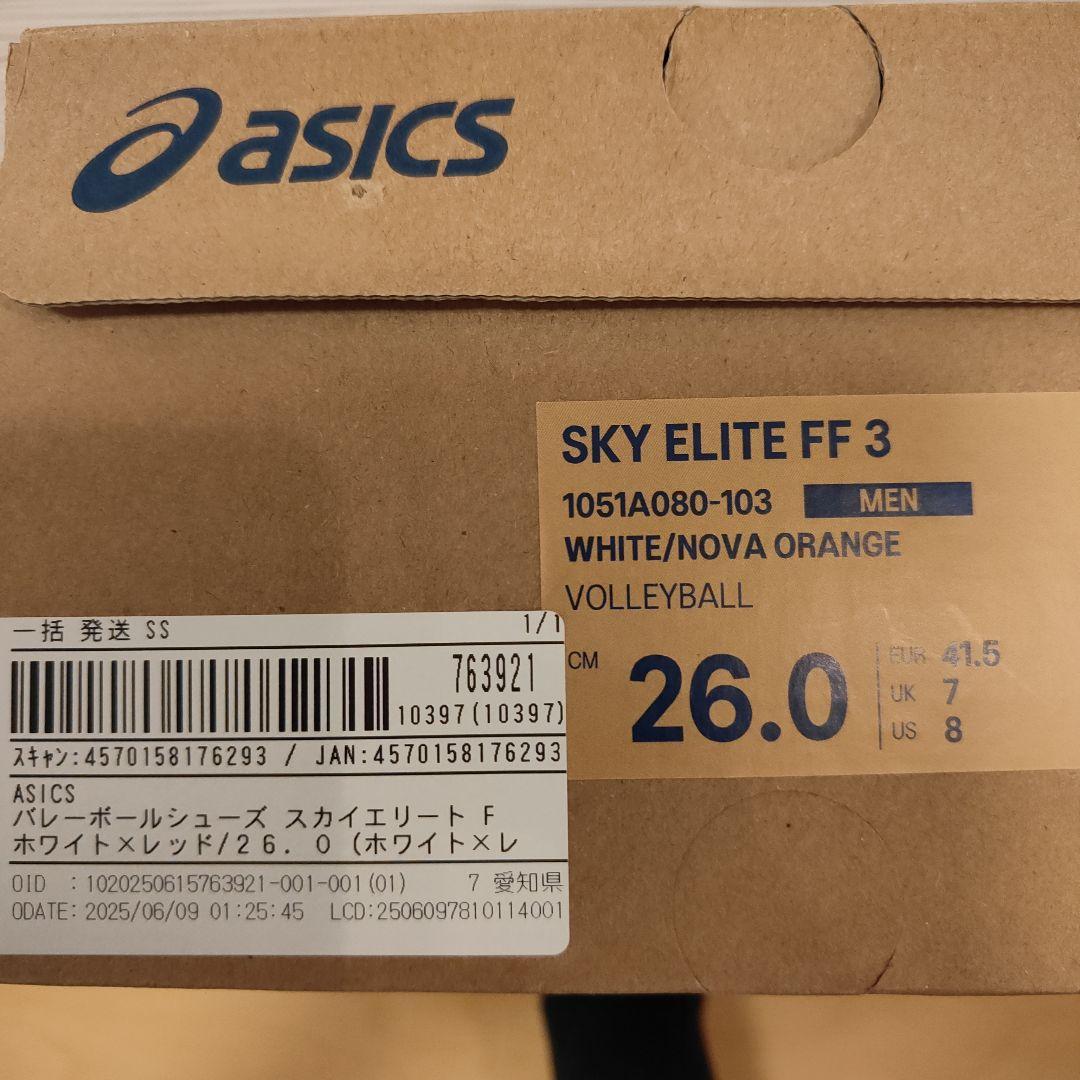 asics
SKY ELITE FF 3
1051A080-103 MEN
WHITE/NOVA ORANGE
VOLLEYBALL
CM 26.0
EUR 41.5
UK 7
US 8
一括 発送 SS 1/1
763921
10397(10397)
ｽｷｬﾝ:4570158176293 / JAN:4570158176293
ASICS
バレーボールシューズ スカイエリート F
ホワイト×レッド/２６．０ (ホワイト×レ
OID :1020250615763921-001-001(01) 7 愛知県
ODATE: 2025/06/09 01:25:45 LCD:2506097810114001